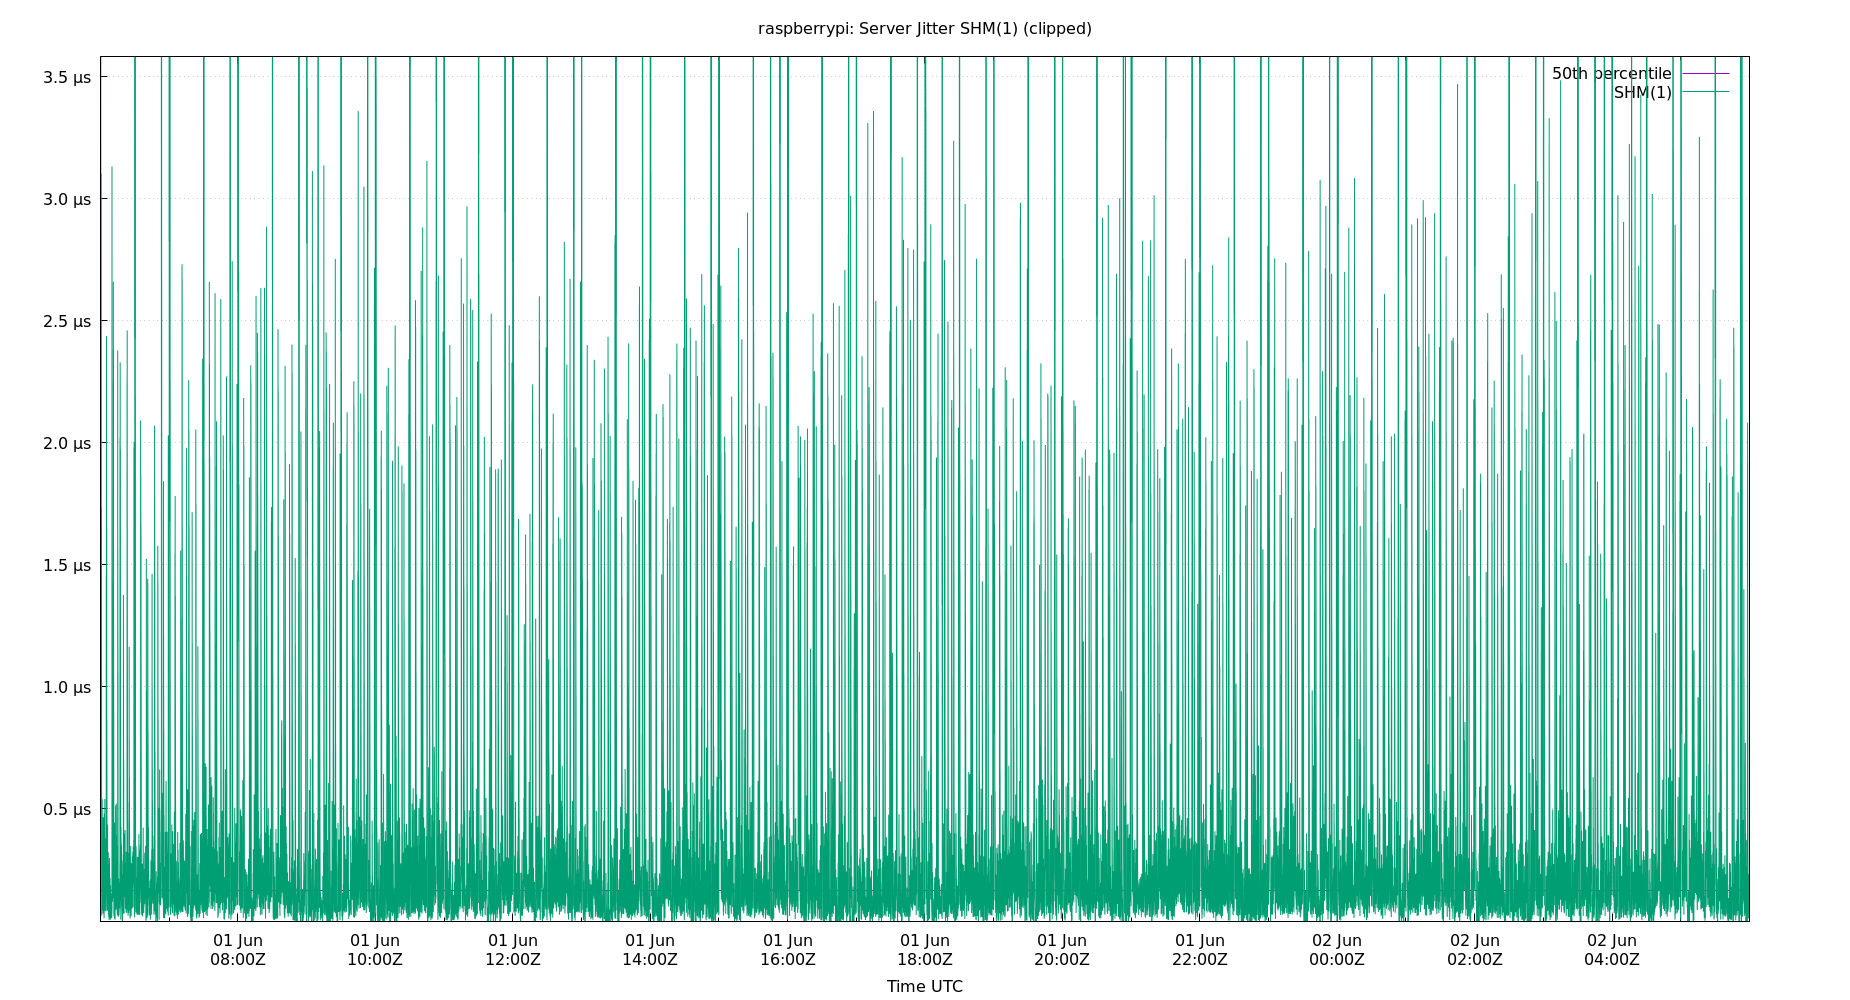 raspberrypi: Server Jitter SHM(1) (clipped)
50th percentile
SHM(1)
3.5 µs
3.0 µs
2.5 µs
2.0 µs
1.5 µs
1.0 µs
0.5 µs
01 Jun 01 Jun 01 Jun 01 Jun 01 Jun 01 Jun 01 Jun 01 Jun 02 Jun 02 Jun 02 Jun
08:00Z 10:00Z 12:00Z 14:00Z 16:00Z 18:00Z 20:00Z 22:00Z 00:00Z 02:00Z 04:00Z
Time UTC